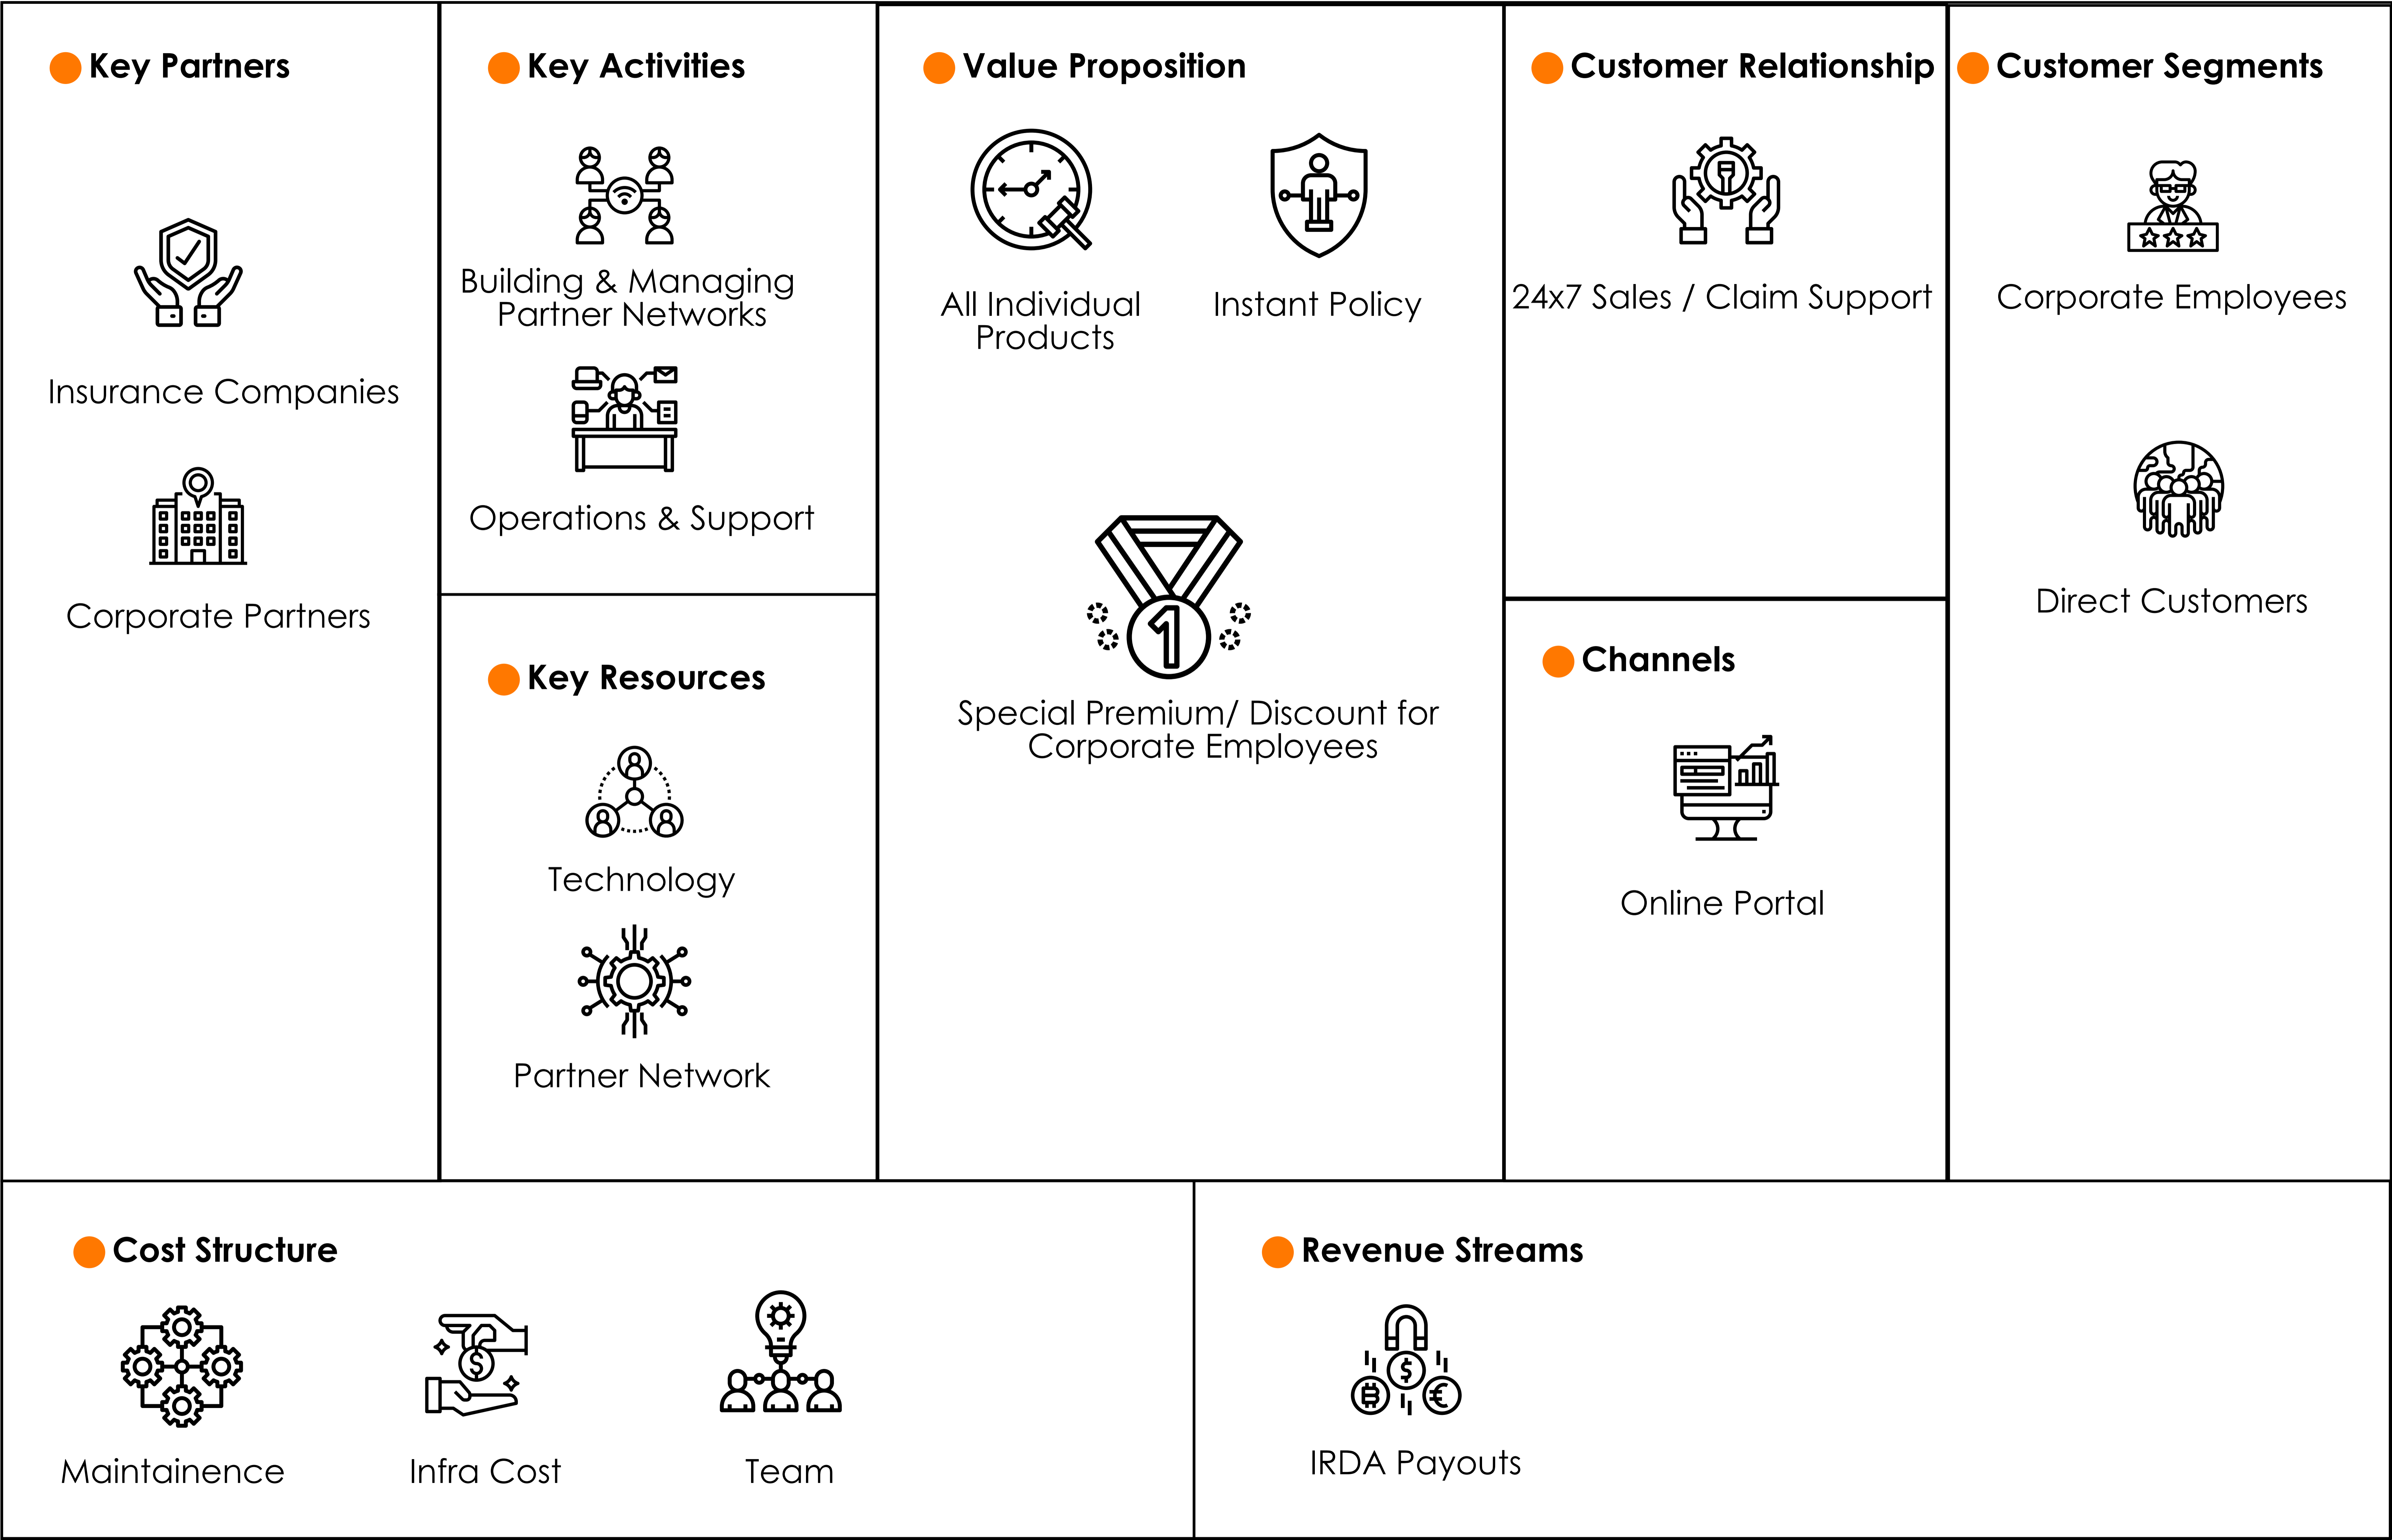 Key Partners
Insurance Companies
Corporate Partners
Key Activities
Building & Managing
Partner Networks
Operations & Support
Key Resources
Technology
Partner Network
Value Proposition
All Individual
Products
Instant Policy
Special Premium/ Discount for
Corporate Employees
Customer Relationship
24x7 Sales / Claim Support
Channels
Online Portal
Customer Segments
Corporate Employees
Direct Customers
Cost Structure
Maintainence
Infra Cost
Team
Revenue Streams
IRDA Payouts